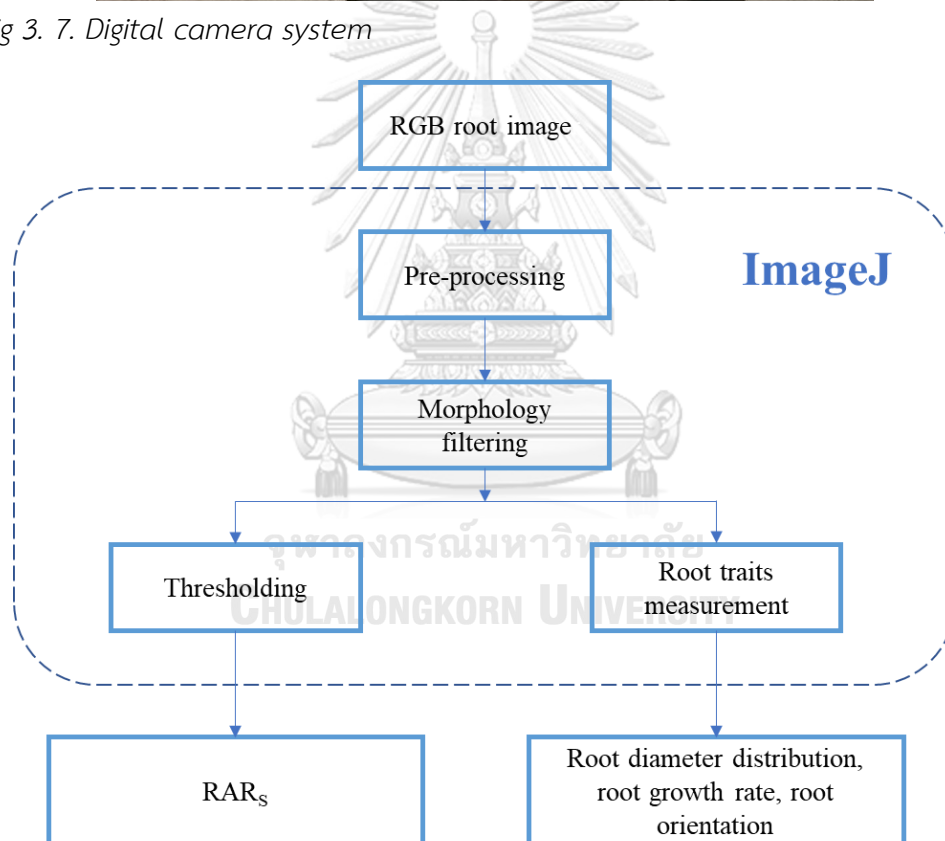 g 3. 7. Digital camera system
RGB root image
Pre-processing
ImageJ
Morphology
filtering
จุฬาลงกรณ์มหาวิทยาลัย
CHULALONGKORN UNIVERSITY
Thresholding
Root traits
measurement
RARS
Root diameter distribution,
root growth rate, root
orientation